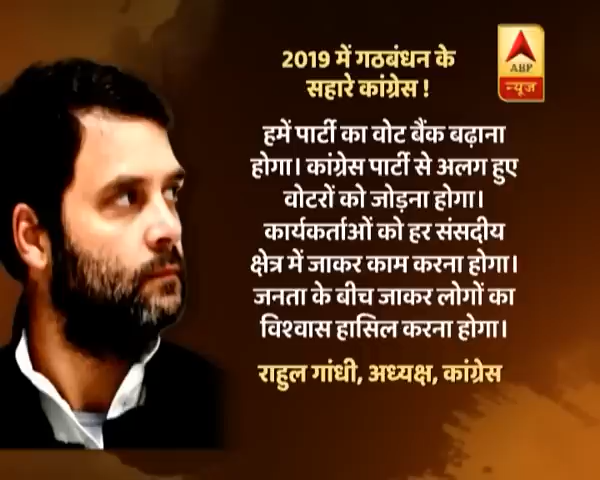 2019 में गठबंधन के
सहारे कांग्रेस !
ABP
न्यूज़
हमें पार्टी का वोट बैंक बढ़ाना
होगा। कांग्रेस पार्टी से अलग हुए
वोटरों को जोड़ना होगा।
कार्यकर्ताओं को हर संसदीय
क्षेत्र में जाकर काम करना होगा।
जनता के बीच जाकर लोगों का
विश्वास हासिल करना होगा।
राहुल गांधी, अध्यक्ष, कांग्रेस